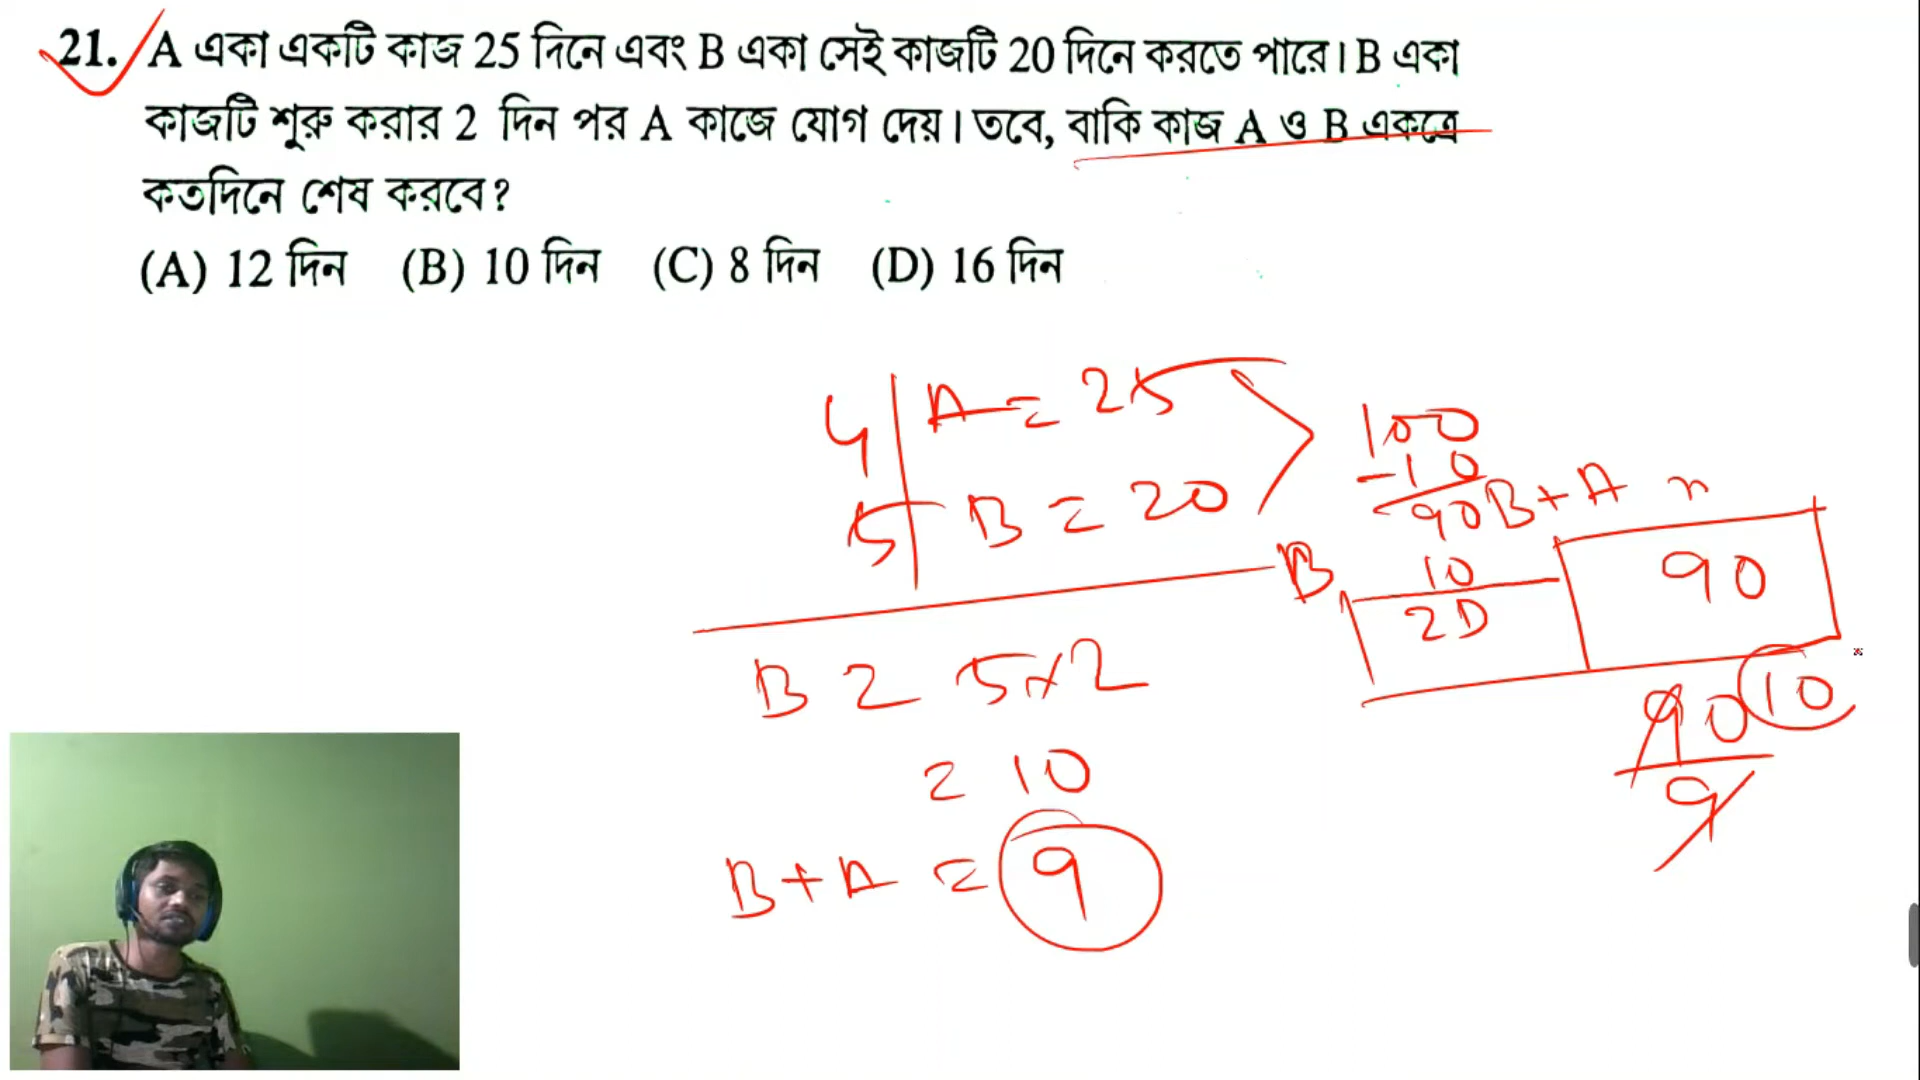 21. A একা একটি কাজ 25 দিনে এবং B একা সেই কাজটি 20 দিনে করতে পারে। B একা
কাজটি শুরু করার 2 দিন পর A কাজে যোগ দেয়। তবে, বাকি কাজ A ও B একত্রে
কতদিনে শেষ করবে?
(A) 12 দিন (B) 10 দিন (C) 8 দিন (D) 16 দিন
4 A = 25
5 B = 20
100
-10
90
B+A
B 10 90
2D
B = 5×2
= 10
B+A = 9
90 10
9